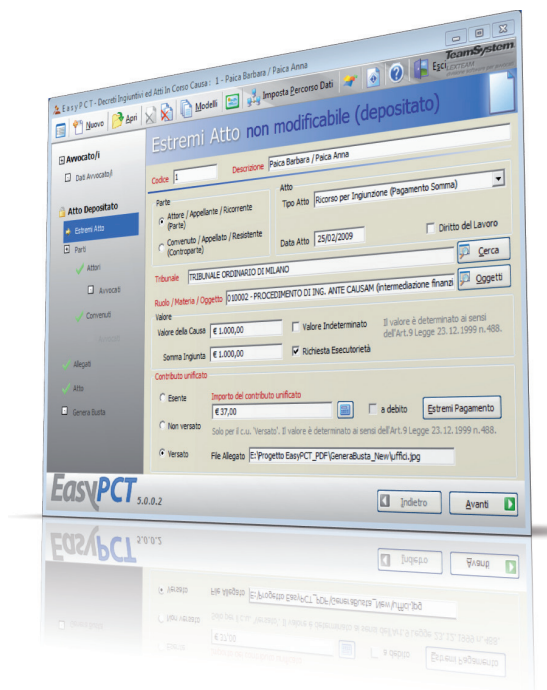 EasyPCT - Decreti Ingiuntivi ed Atti In Corso Causa: 1 - Paica Barbara / Paica Anna
Nuovo Apri Modelli Imposta Percorso Dati Esci
TeamSystem
LEXTEAM
Avvocato/i
Dati Avvocato/i
Atto Depositato
Estremi Atto
Parti
Attori
Avvocati
Convenuti
Avvocati
Allegati
Atto
Genera Busta
Estremi Atto non modificabile (depositato)
Codice 1 Descrizione Paica Barbara / Paica Anna
Parte
Attore / Appellante / Ricorrente (Parte)
Convenuto / Appellato / Resistente (Controparte)
Atto
Tipo Atto Ricorso per Ingiunzione (Pagamento Somma)
Data Atto 25/02/2009 Diritto del Lavoro
Tribunale TRIBUNALE ORDINARIO DI MILANO Cerca
Ruolo / Materia / Oggetto 010002 - PROCEDIMENTO DI ING. ANTE CAUSAM (intermediazione finanzi Oggetti
Valore
Valore della Causa € 1.000,00 Valore Indeterminato
Il valore è determinato ai sensi
dell'Art.9 Legge 23.12.1999 n.488.
Somma Ingiunta € 1.000,00 Richiesta Esecutorietà
Contributo unificato
Esente
Non versato
Versato
Importo del contributo unificato
€ 37,00 a debito Estremi Pagamento
Solo per il c.u. 'Versato'. Il valore è determinato ai sensi dell'Art.9 Legge 23.12.1999 n.488.
File Allegato E:\Progetto EasyPCT_PDF\GeneraBusta_New\uffici.jpg
EasyPCT 5.0.0.2
Indietro Avanti